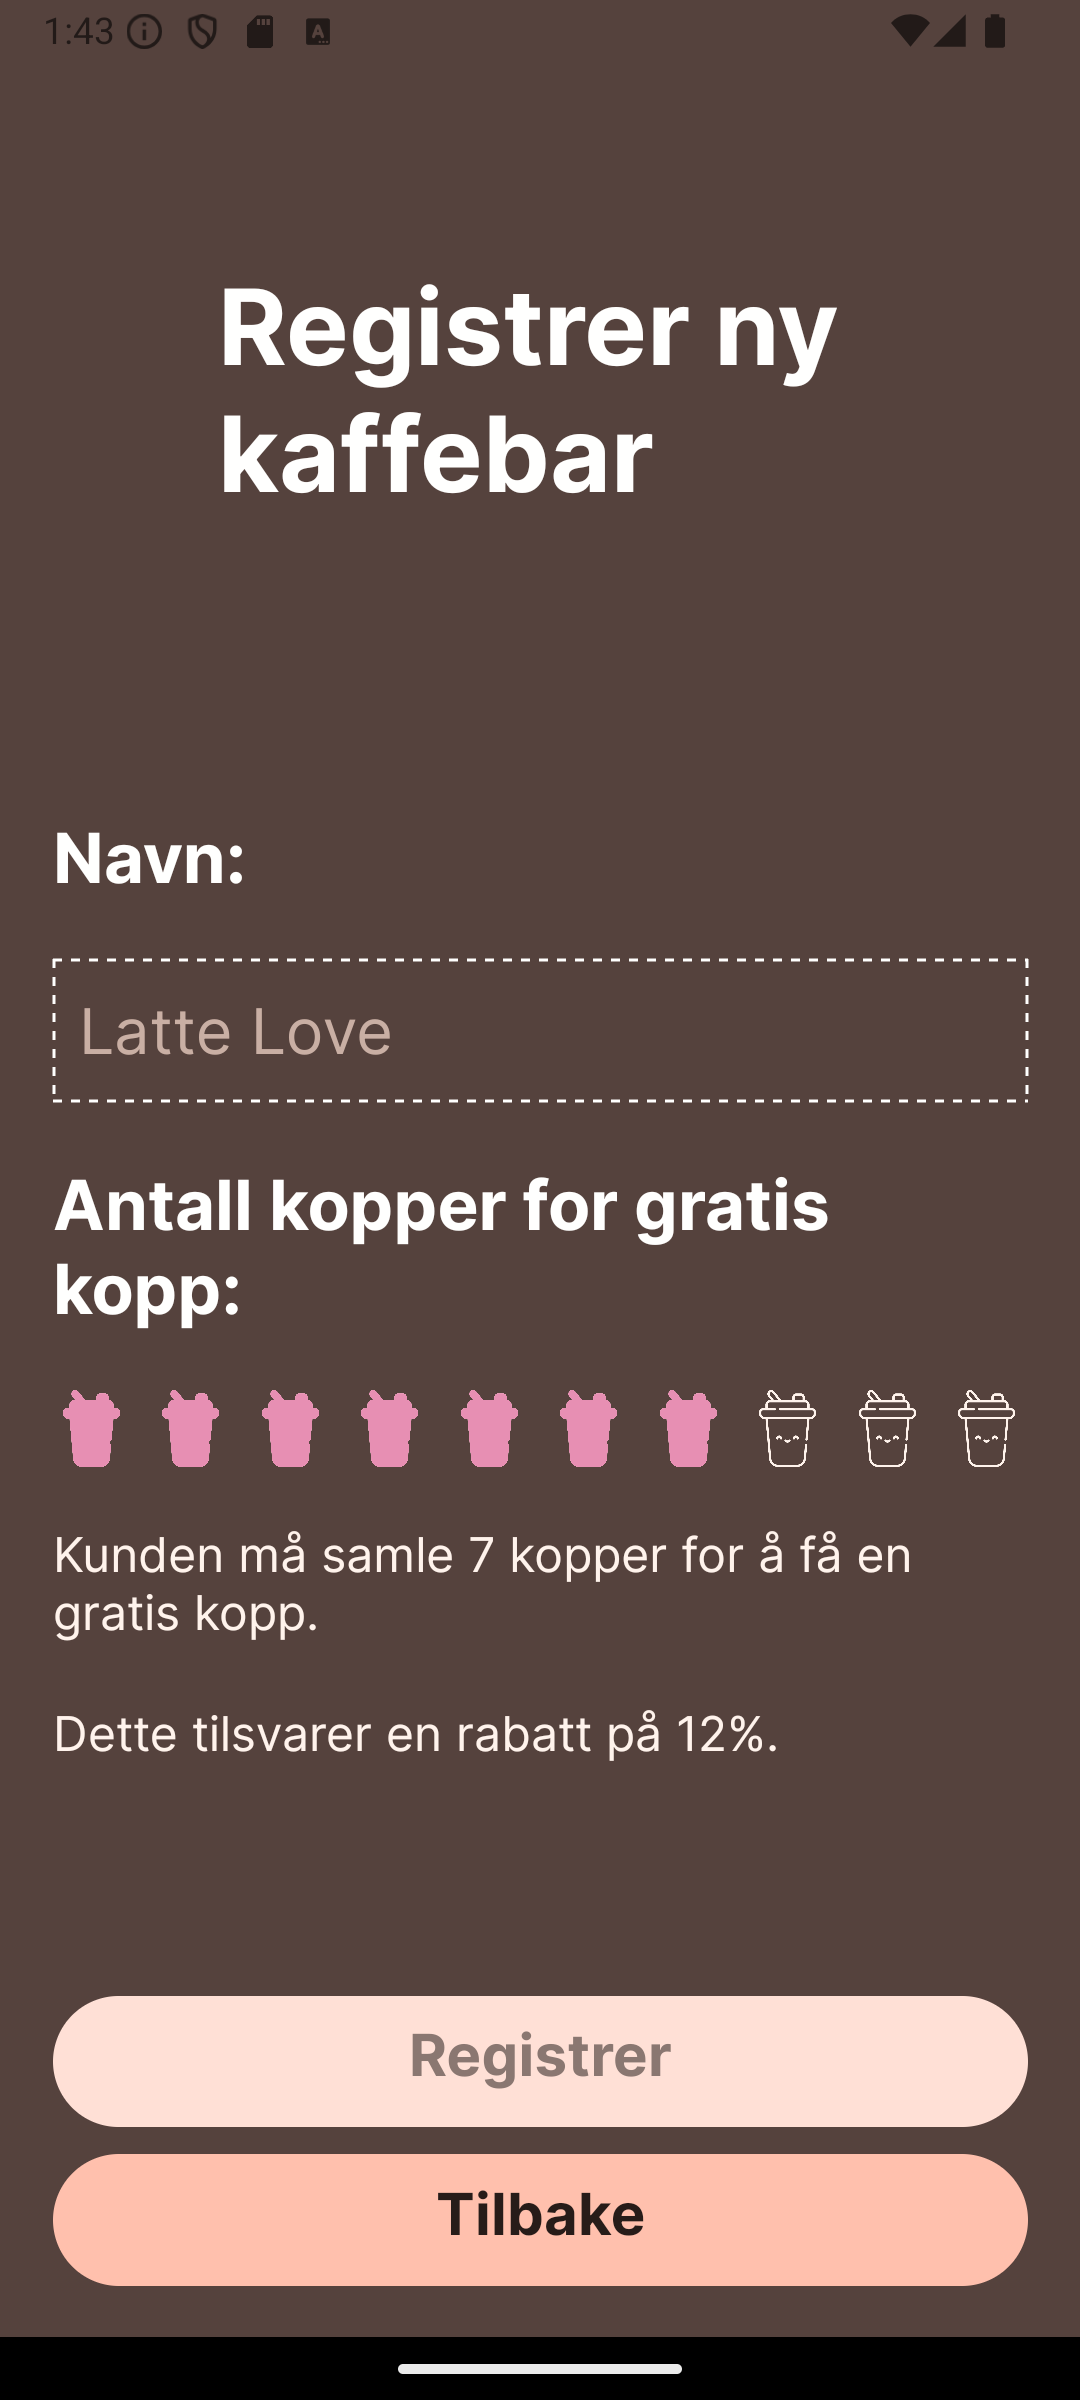 1:43
Registrer ny
kaffebar
Navn:
Latte Love
Antall kopper for gratis
kopp:
Kunden må samle 7 kopper for å få en
gratis kopp.
Dette tilsvarer en rabatt på 12%.
Registrer
Tilbake